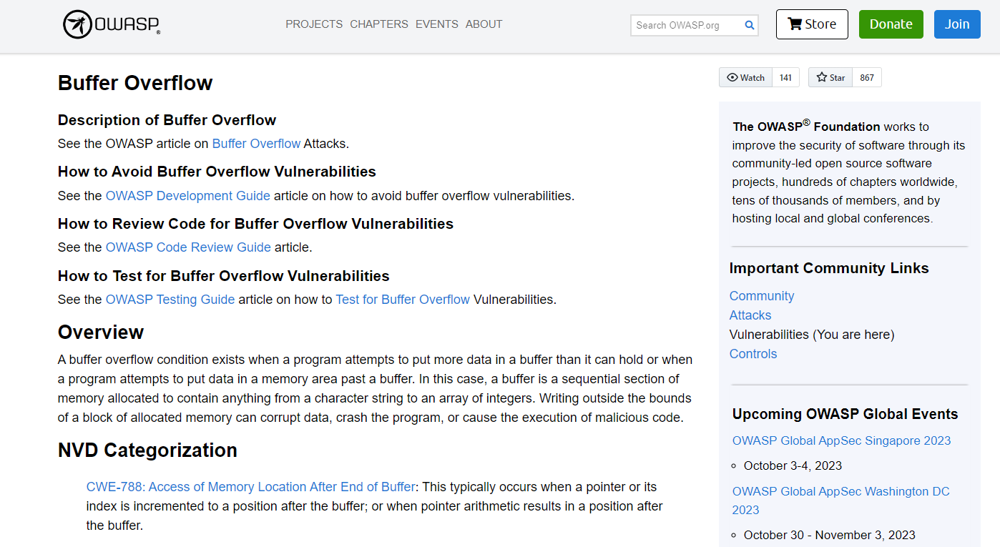 OWASP®
PROJECTS CHAPTERS EVENTS ABOUT
Search OWASP.org
Store
Donate
Join
Buffer Overflow
Description of Buffer Overflow
See the OWASP article on Buffer Overflow Attacks.
How to Avoid Buffer Overflow Vulnerabilities
See the OWASP Development Guide article on how to avoid buffer overflow vulnerabilities.
How to Review Code for Buffer Overflow Vulnerabilities
See the OWASP Code Review Guide article.
How to Test for Buffer Overflow Vulnerabilities
See the OWASP Testing Guide article on how to Test for Buffer Overflow Vulnerabilities.
Overview
A buffer overflow condition exists when a program attempts to put more data in a buffer than it can hold or when
a program attempts to put data in a memory area past a buffer. In this case, a buffer is a sequential section of
memory allocated to contain anything from a character string to an array of integers. Writing outside the bounds
of a block of allocated memory can corrupt data, crash the program, or cause the execution of malicious code.
NVD Categorization
CWE-788: Access of Memory Location After End of Buffer: This typically occurs when a pointer or its
index is incremented to a position after the buffer; or when pointer arithmetic results in a position after
the buffer.
Watch 141
Star 867
The OWASP® Foundation works to
improve the security of software through its
community-led open source software
projects, hundreds of chapters worldwide,
tens of thousands of members, and by
hosting local and global conferences.
Important Community Links
Community
Attacks
Vulnerabilities (You are here)
Controls
Upcoming OWASP Global Events
OWASP Global AppSec Singapore 2023
October 3-4, 2023
OWASP Global AppSec Washington DC
2023
October 30 - November 3, 2023